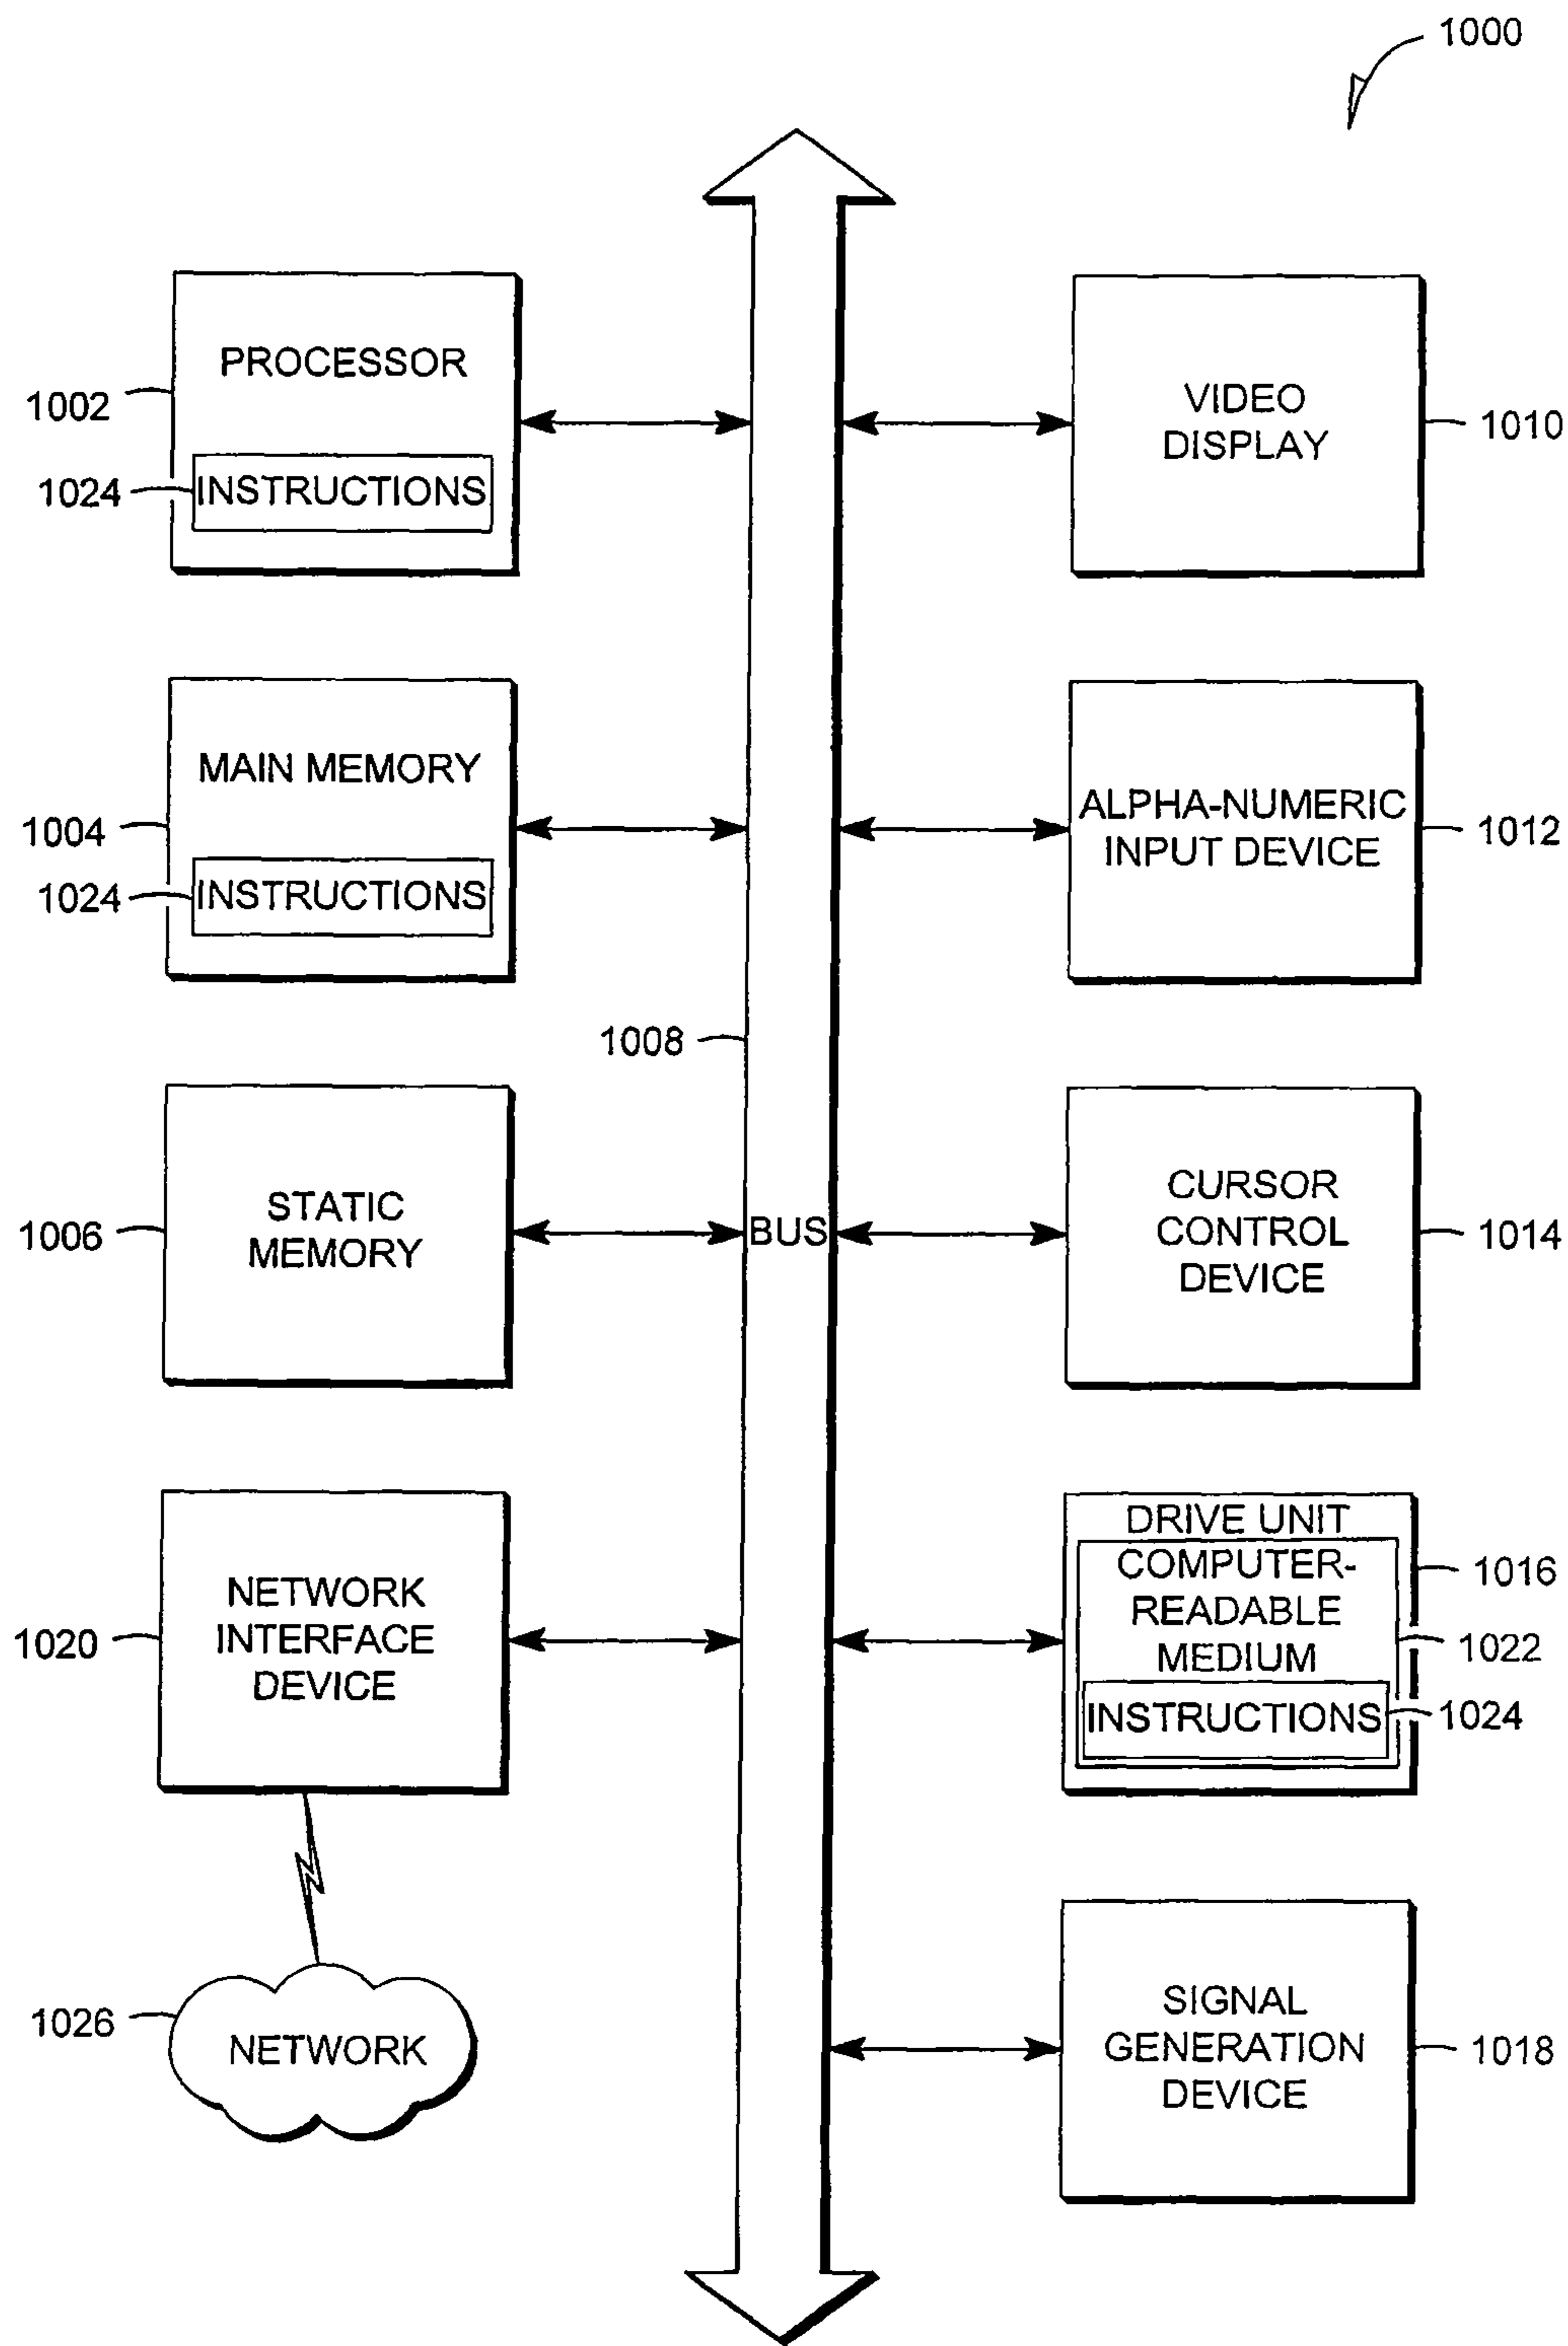 1000
PROCESSOR
1002
1024
INSTRUCTIONS
VIDEO
DISPLAY
1010
MAIN MEMORY
1004
1024
INSTRUCTIONS
ALPHA-NUMERIC
INPUT DEVICE
1012
1008
STATIC
MEMORY
1006
BUS
CURSOR
CONTROL
DEVICE
1014
NETWORK
INTERFACE
DEVICE
1020
DRIVE UNIT
COMPUTER-
READABLE
MEDIUM
1016
1022
INSTRUCTIONS
1024
1026
NETWORK
SIGNAL
GENERATION
DEVICE
1018